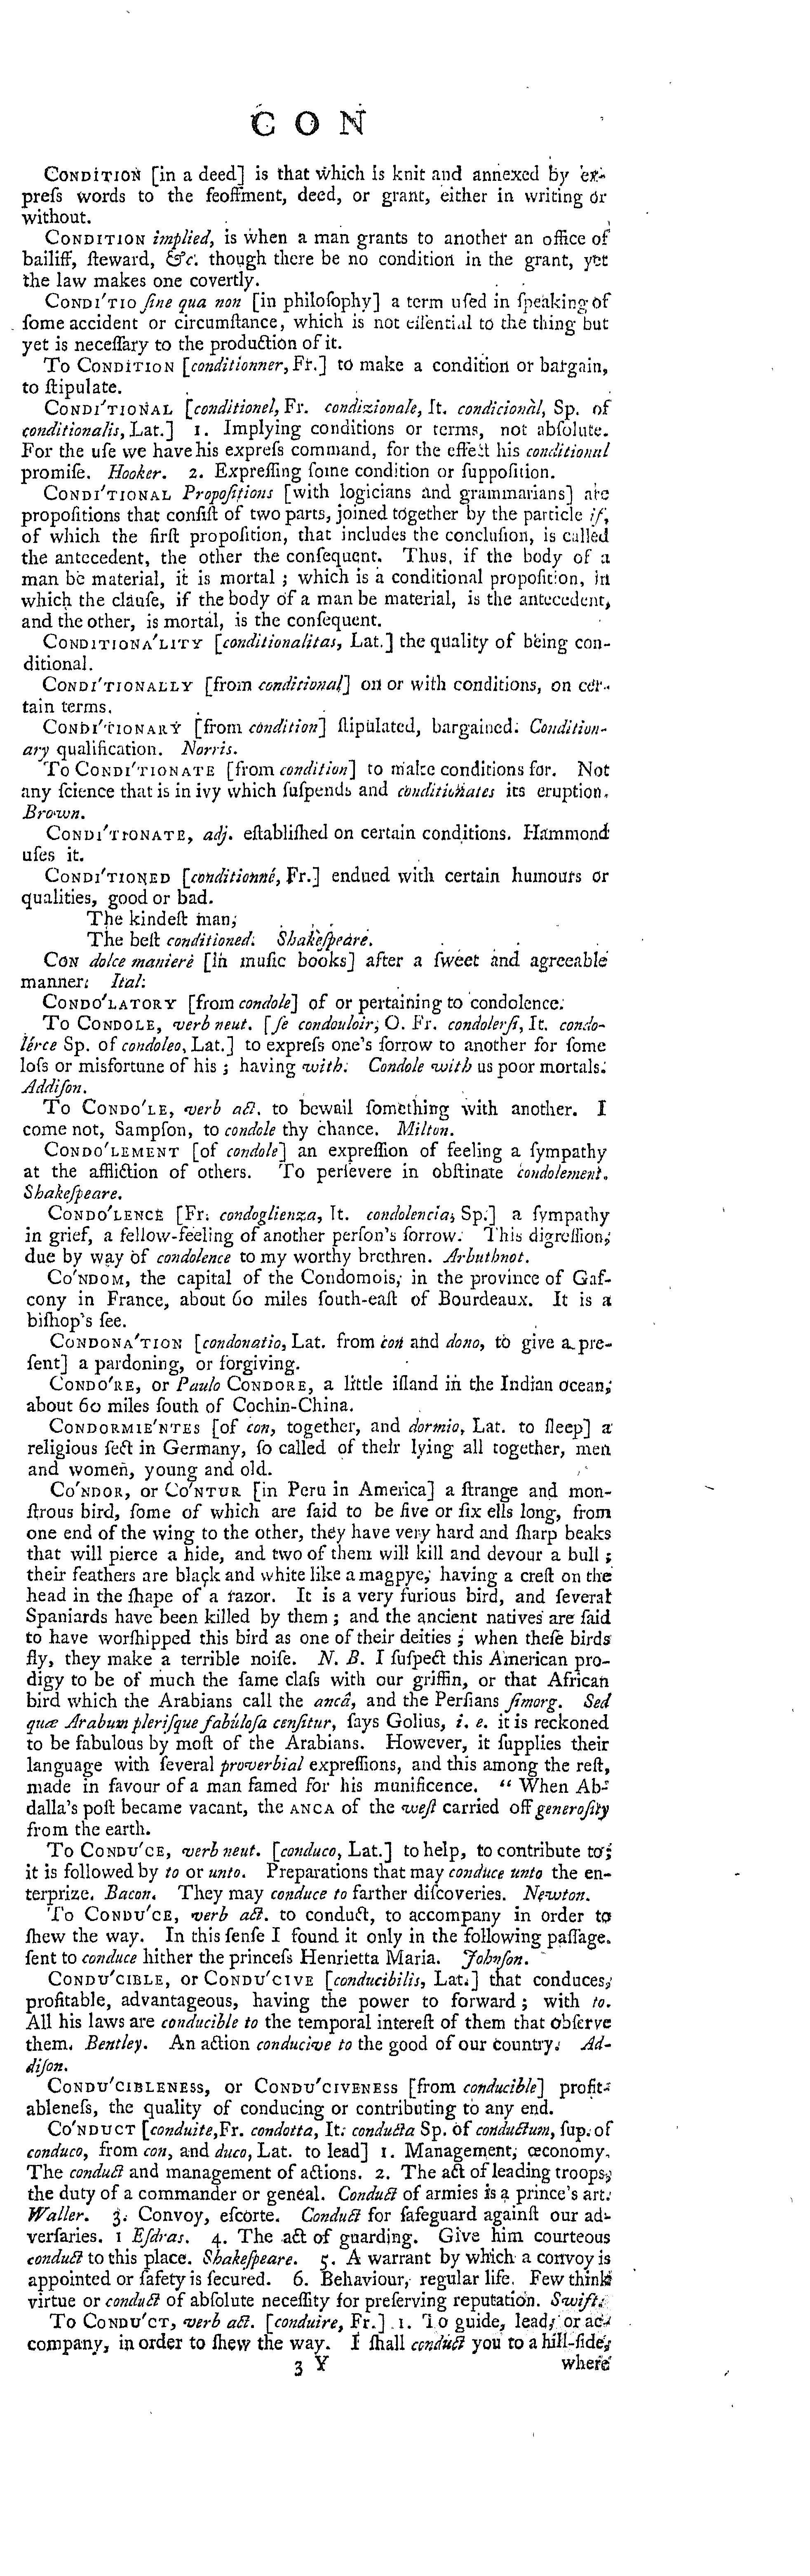 C O N
CONDITION [in a deed] is that which is knit and annexed by ex-
preſs words to the feoffment, deed, or grant, either in writing or
without.
CONDITION implied, is when a man grants to another an office of
bailiff, ſteward, &c. though there be no condition in the grant, yet
the law makes one covertly.
CONDI'TIO ſine qua non [in philoſophy] a term uſed in ſpeaking of
ſome accident or circumſtance, which is not eſſential to the thing but
yet is neceſſary to the production of it.
To CONDITION [conditionner, Fr.] to make a condition or bargain,
to ſtipulate.
CONDI'TIONAL [conditionel, Fr. condizionale, It. condicionàl, Sp. of
conditionalis, Lat.] 1. Implying conditions or terms, not abſolute.
For the uſe we have his expreſs command, for the effect his conditional
promiſe. Hooker. 2. Expreſſing ſome condition or ſuppoſition.
CONDI'TIONAL Propoſitions [with logicians and grammarians] are
propoſitions that conſiſt of two parts, joined together by the particle if,
of which the firſt propoſition, that includes the concluſion, is called
the antecedent, the other the conſequent. Thus, if the body of a
man be material, it is mortal ; which is a conditional propoſition, in
which the clauſe, if the body of a man be material, is the antecedent,
and the other, is mortal, is the conſequent.
CONDITIONA'LITY [conditionalitas, Lat.] the quality of being con-
ditional.
CONDI'TIONALLY [from conditional] on or with conditions, on cer-
tain terms.
CONDI'TIONARY [from condition] ſtipulated, bargained. Condition-
ary qualification. Norris.
To CONDI'TIONATE [from condition] to make conditions for. Not
any ſcience that is in ivy which ſuſpends and conditionates its eruption.
Brown.
CONDI'TIONATE, adj. eſtabliſhed on certain conditions. Hammond
uſes it.
CONDI'TIONED [conditionné, Fr.] endued with certain humours or
qualities, good or bad.
The kindeſt man,
The beſt conditioned. Shakeſpeare.
CON dolce manierè [in muſic books] after a ſweet and agreeable
manner. Ital.
CONDO'LATORY [from condole] of or pertaining to condolence.
To CONDOLE, verb neut. [ſe condouloir, O. Fr. condolerſi, It. condo-
lérce Sp. of condoleo, Lat.] to expreſs one's ſorrow to another for ſome
loſs or misfortune of his ; having with. Condole with us poor mortals.
Addiſon.
To CONDO'LE, verb act. to bewail ſomething with another. I
come not, Sampſon, to condole thy chance. Milton.
CONDO'LEMENT [of condole] an expreſſion of feeling a ſympathy
at the affliction of others. To perſevere in obſtinate condolement.
Shakeſpeare.
CONDO'LENCE [Fr. condoglienza, It. condolencia, Sp.] a ſympathy
in grief, a fellow-feeling of another perſon's ſorrow. This digreſſion,
due by way of condolence to my worthy brethren. Arbuthnot.
CO'NDOM, the capital of the Condomois, in the province of Gaſ-
cony in France, about 60 miles ſouth-eaſt of Bourdeaux. It is a
biſhop's ſee.
CONDONA'TION [condonatio, Lat. from con and dono, to give a pre-
ſent] a pardoning, or forgiving.
CONDO'RE, or Paulo CONDORE, a little iſland in the Indian ocean,
about 60 miles ſouth of Cochin-China.
CONDORMIE'NTES [of con, together, and dormio, Lat. to ſleep] a
religious ſect in Germany, ſo called of their lying all together, men
and women, young and old.
CO'NDOR, or CO'NTUR [in Peru in America] a ſtrange and mon-
ſtrous bird, ſome of which are ſaid to be five or ſix ells long, from
one end of the wing to the other, they have very hard and ſharp beaks
that will pierce a hide, and two of them will kill and devour a bull ;
their feathers are black and white like a magpye, having a creſt on the
head in the ſhape of a razor. It is a very furious bird, and ſeveral
Spaniards have been killed by them ; and the ancient natives are ſaid
to have worſhipped this bird as one of their deities ; when theſe birds
fly, they make a terrible noiſe. N. B. I ſuſpect this American pro-
digy to be of much the ſame claſs with our griffin, or that African
bird which the Arabians call the ancâ, and the Perſians ſimorg. Sed
quæ Arabum pleriſque fabúloſa cenſitur, ſays Golius, i. e. it is reckoned
to be fabulous by moſt of the Arabians. However, it ſupplies their
language with ſeveral proverbial expreſſions, and this among the reſt,
made in favour of a man famed for his munificence. “ When Ab-
dalla's poſt became vacant, the ANCA of the weſt carried off generoſity
from the earth.
To CONDU'CE, verb neut. [conduco, Lat.] to help, to contribute to;
it is followed by to or unto. Preparations that may conduce unto the en-
terprize. Bacon. They may conduce to farther diſcoveries. Newton.
To CONDU'CE, verb act. to conduct, to accompany in order to
ſhew the way. In this ſenſe I found it only in the following paſſage.
ſent to conduce hither the princeſs Henrietta Maria. Johnſon.
CONDU'CIBLE, or CONDU'CIVE [conducibilis, Lat.] that conduces,
profitable, advantageous, having the power to forward ; with to.
All his laws are conducible to the temporal intereſt of them that obſerve
them. Bentley. An action conducive to the good of our country. Ad-
diſon.
CONDU'CIBLENESS, or CONDU'CIVENESS [from conducible] profit-
ableneſs, the quality of conducing or contributing to any end.
CO'NDUCT [conduite, Fr. condotta, It. conducta Sp. of conductum, ſup. of
conduco, from con, and duco, Lat. to lead] 1. Management, œconomy.
The conduct and management of actions. 2. The act of leading troops,
the duty of a commander or geneal. Conduct of armies is a prince's art.
Waller. 3. Convoy, eſcorte. Conduct for ſafeguard againſt our ad-
verſaries. 1 Eſdras. 4. The act of guarding. Give him courteous
conduct to this place. Shakeſpeare. 5. A warrant by which a convoy is
appointed or ſafety is ſecured. 6. Behaviour, regular life. Few think
virtue or conduct of abſolute neceſſity for preſerving reputation. Swift.
To CONDU'CT, verb act. [conduire, Fr.] 1. To guide, lead, or ac-
company, in order to ſhew the way. I ſhall conduct you to a hill-ſide,
3 Y where